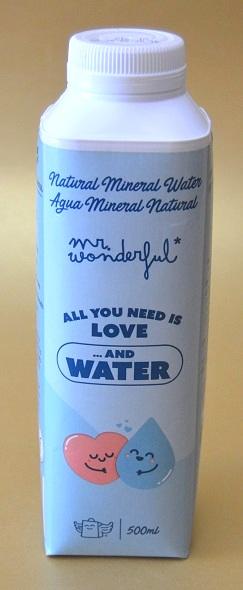 Natural Mineral Water
Agua Mineral Natural
mr.
wonderful*
ALL YOU NEED IS
LOVE
... AND
WATER
500ml